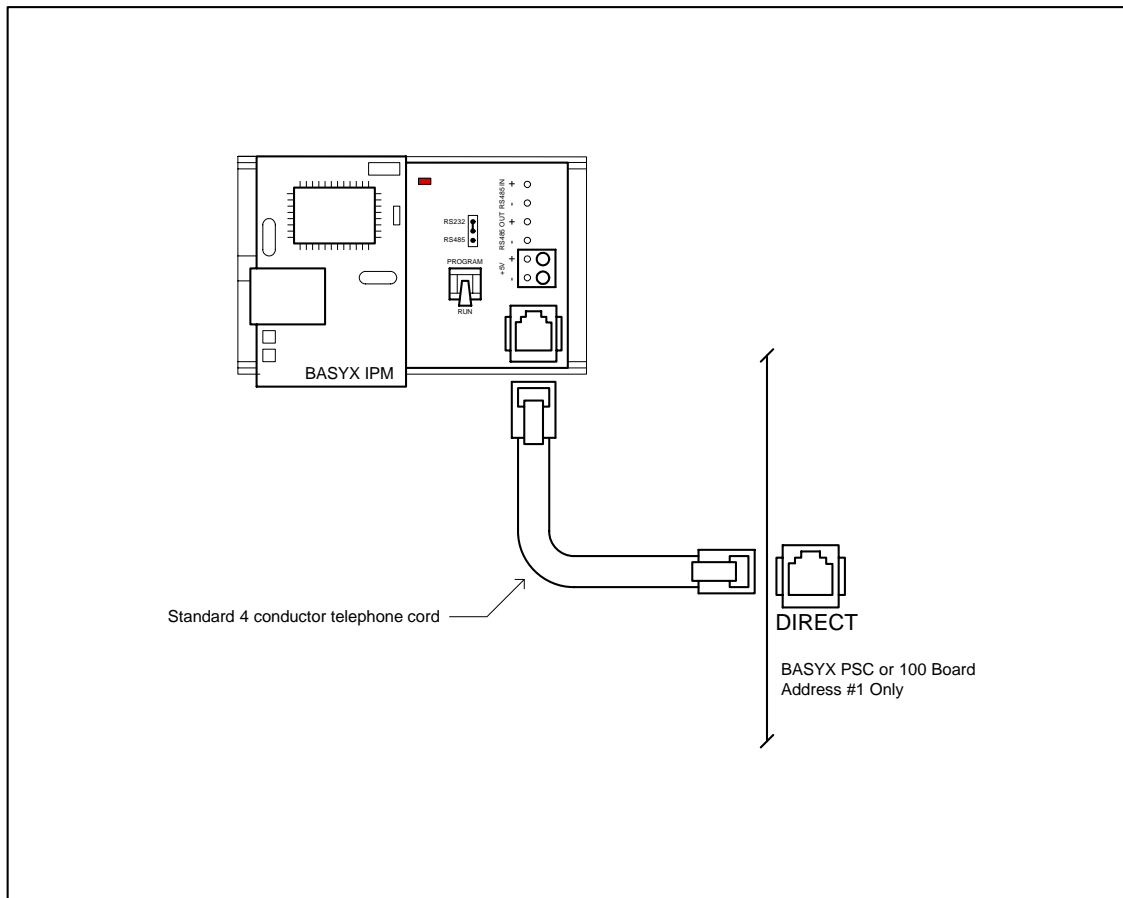 RS485 IN
+
-
RS485 OUT
+
-
+5V
+
-
RS232
RS485
PROGRAM
RUN
BASYX IPM
Standard 4 conductor telephone cord
DIRECT
BASYX PSC or 100 Board
Address #1 Only